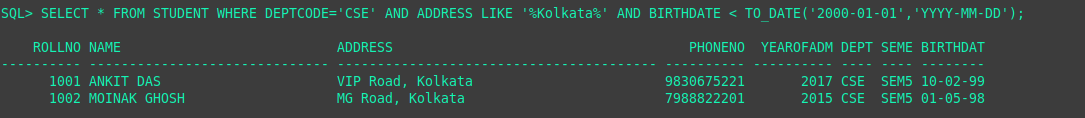 SQL> SELECT * FROM STUDENT WHERE DEPTCODE='CSE' AND ADDRESS LIKE '%Kolkata%' AND BIRTHDATE < TO_DATE('2000-01-01','YYYY-MM-DD');
    ROLLNO NAME                           ADDRESS                                     PHONENO  YEAROFADM DEPT SEME BIRTHDAT
---------- ------------------------------ ---------------------------------------- ---------- ---------- ---- ---- --------
      1001 ANKIT DAS                      VIP Road, Kolkata                        9830675221       2017 CSE  SEM5 10-02-99
      1002 MOINAK GHOSH                   MG Road, Kolkata                         7988822201       2015 CSE  SEM5 01-05-98